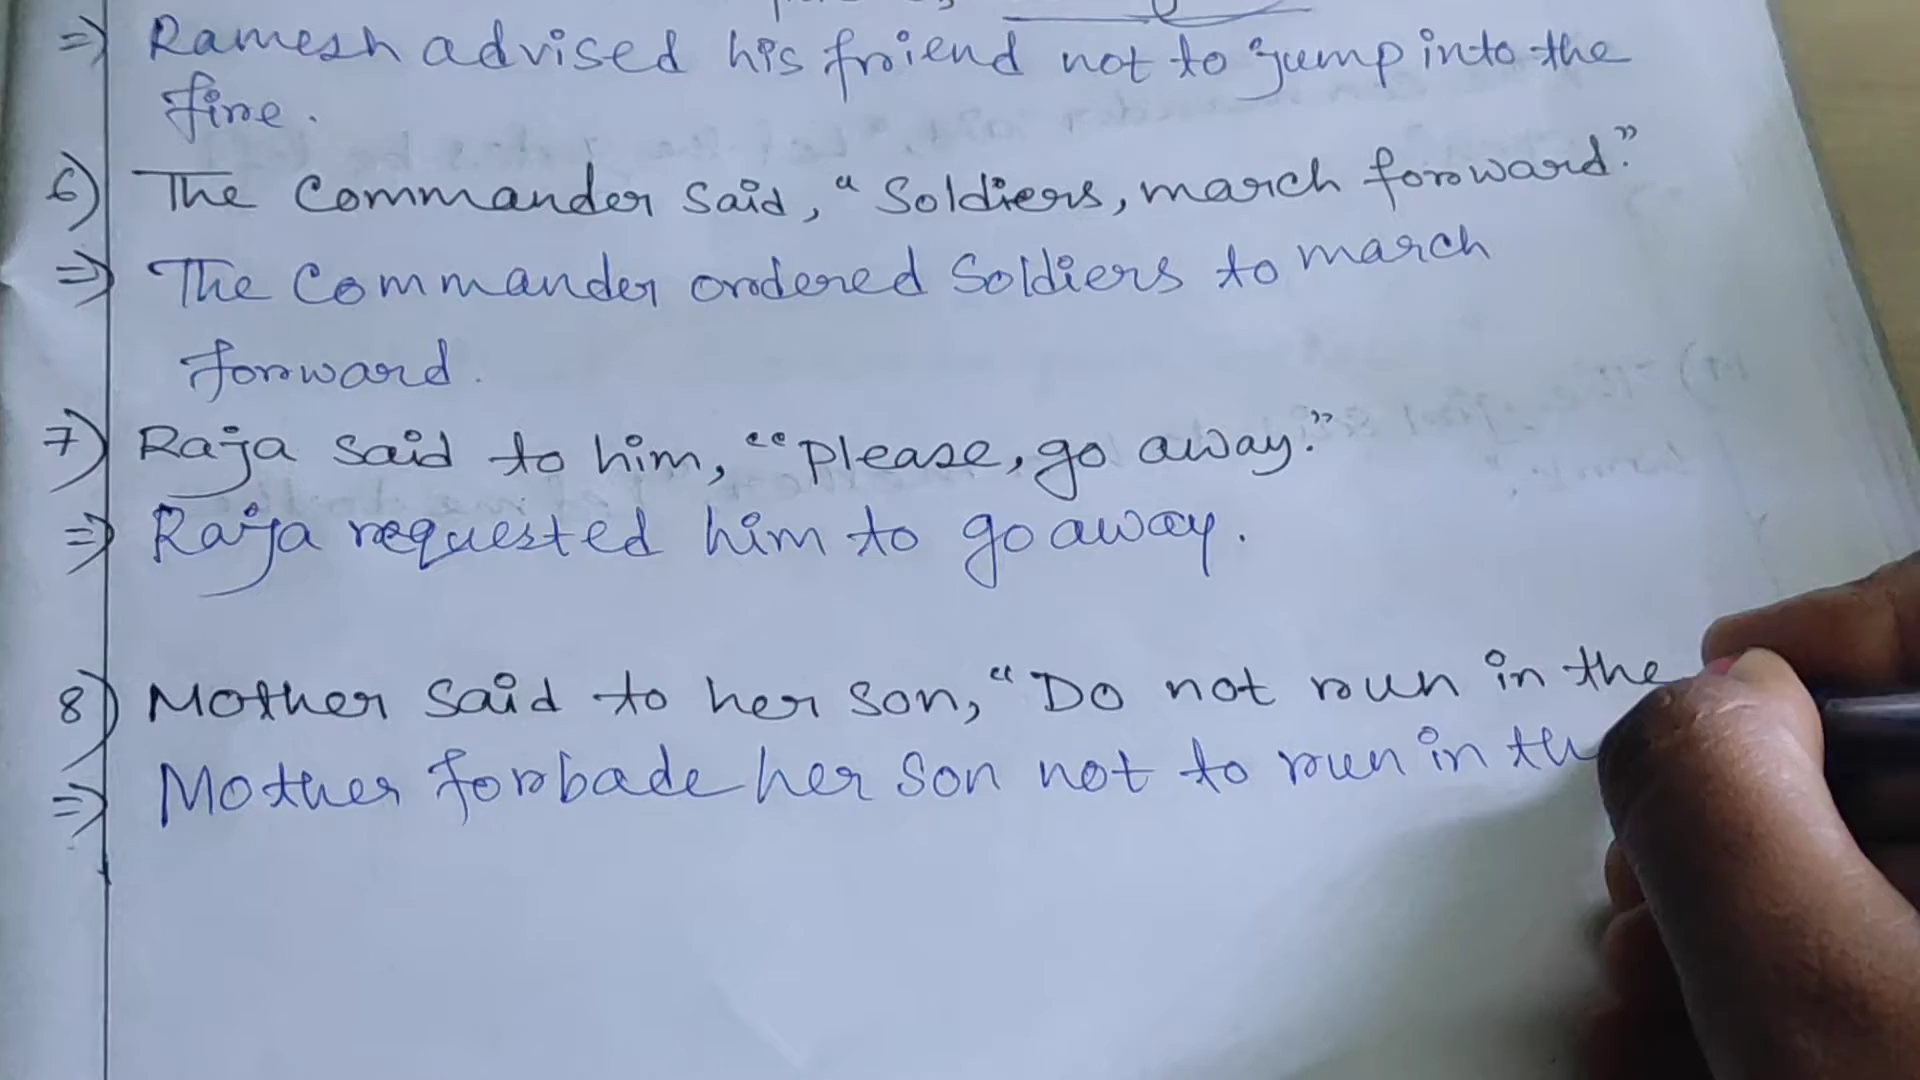 => Ramesh advised his friend not to jump into the
fire.
6) The Commander said, "Soldiers, march forward."
=> The Commander ordered Soldiers to march
forward.
7) Raja said to him, "please, go away."
=> Raja requested him to go away.
8) Mother said to her son, "Do not run in the
=> Mother forbade her son not to run in th